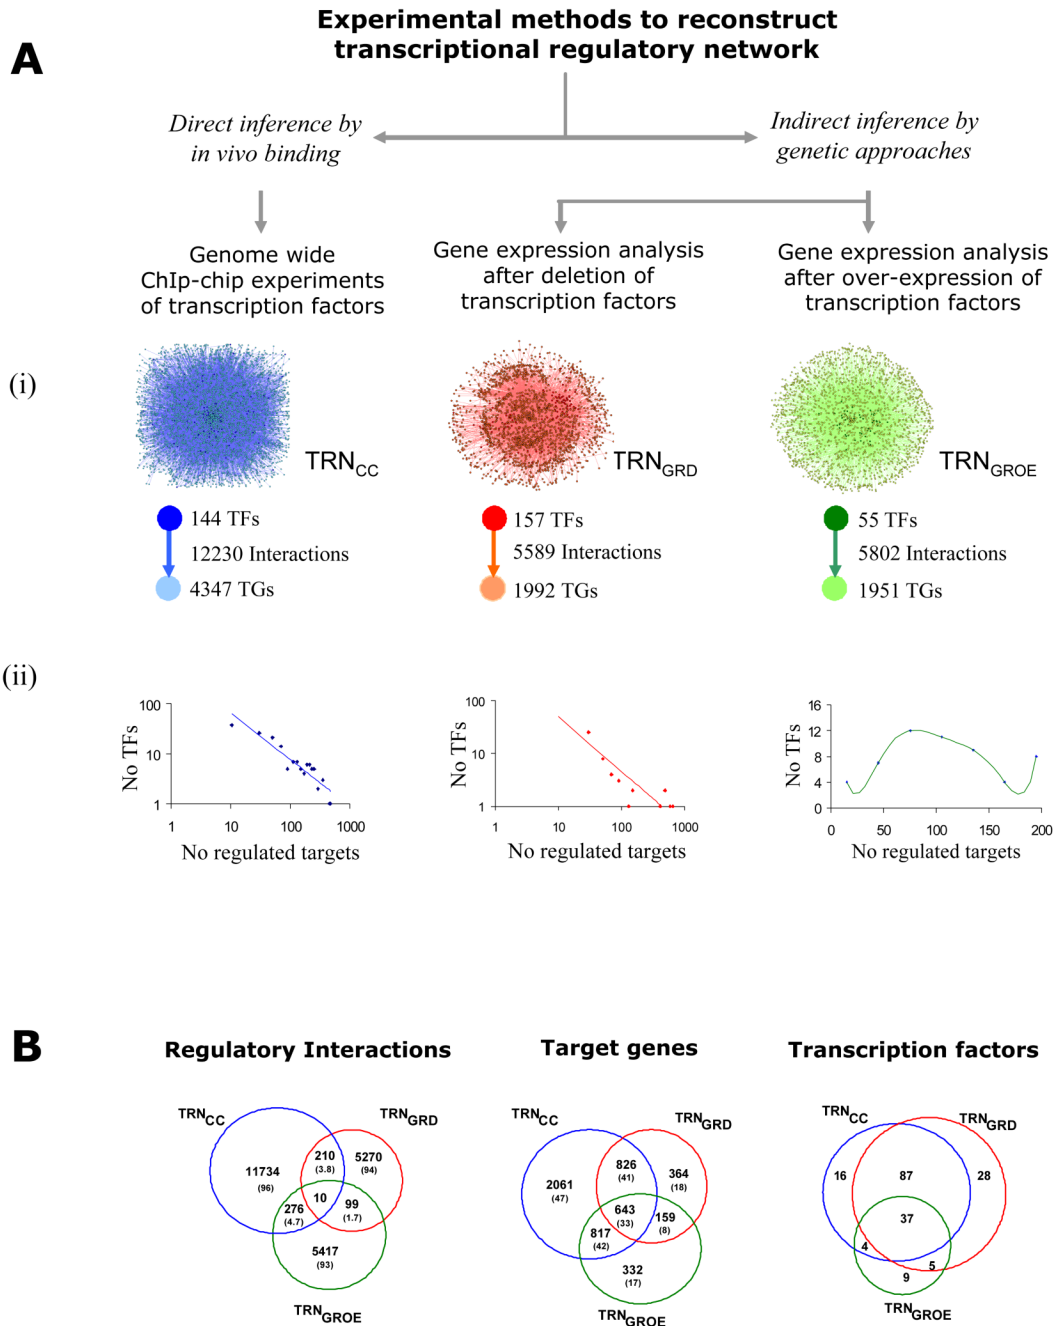 Experimental methods to reconstruct
transcriptional regulatory network
A
Direct inference by
in vivo binding
Indirect inference by
genetic approaches
Genome wide
ChIp-chip experiments
of transcription factors
Gene expression analysis
after deletion of
transcription factors
Gene expression analysis
after over-expression of
transcription factors
(i)
TRNCC
TRNGRD
TRNGROE
144 TFs
12230 Interactions
4347 TGs
157 TFs
5589 Interactions
1992 TGs
55 TFs
5802 Interactions
1951 TGs
(ii)
No TFs
100
10
1
1 10 100 1000
No regulated targets
No TFs
100
10
1
1 10 100 1000
No regulated targets
No TFs
16
12
8
4
0
0 50 100 150 200
No regulated targets
B
Regulatory Interactions
TRNCC
TRNGRD
11734
(96)
210
(3.8)
5270
(94)
10
276
(4.7)
99
(1.7)
5417
(93)
TRNGROE
Target genes
TRNCC
TRNGRD
2061
(47)
826
(41)
364
(18)
643
(33)
159
(8)
817
(42)
332
(17)
TRNGROE
Transcription factors
TRNCC
TRNGRD
16
87
28
37
4
5
9
TRNGROE